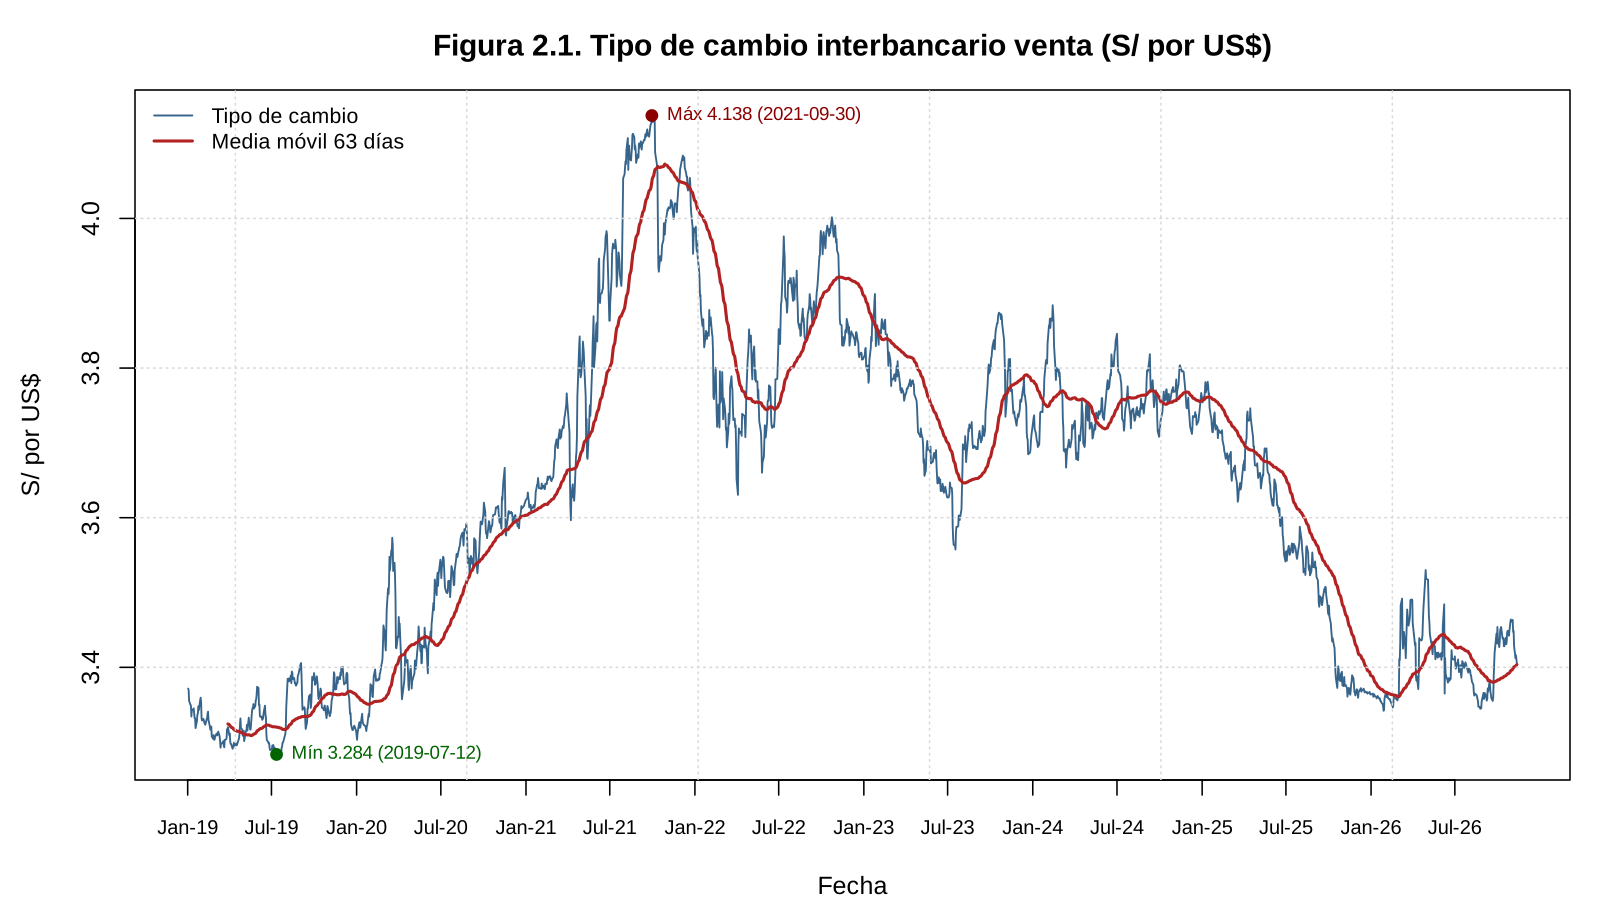 Figura 2.1. Tipo de cambio interbancario venta (S/ por US$)
Tipo de cambio
Media móvil 63 días
Máx 4.138 (2021-09-30)
Mín 3.284 (2019-07-12)
S/ por US$
4.0
3.8
3.6
3.4
Jan-19 Jul-19 Jan-20 Jul-20 Jan-21 Jul-21 Jan-22 Jul-22 Jan-23 Jul-23 Jan-24 Jul-24 Jan-25 Jul-25 Jan-26 Jul-26
Fecha